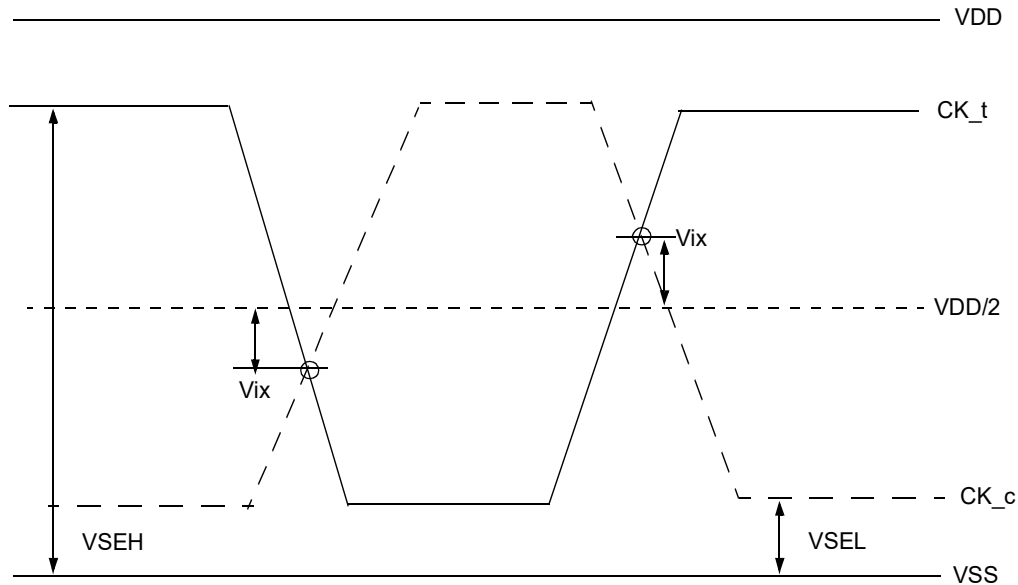 VDD
CK_t
Vix
VDD/2
Vix
CK_c
VSEH
VSEL
VSS